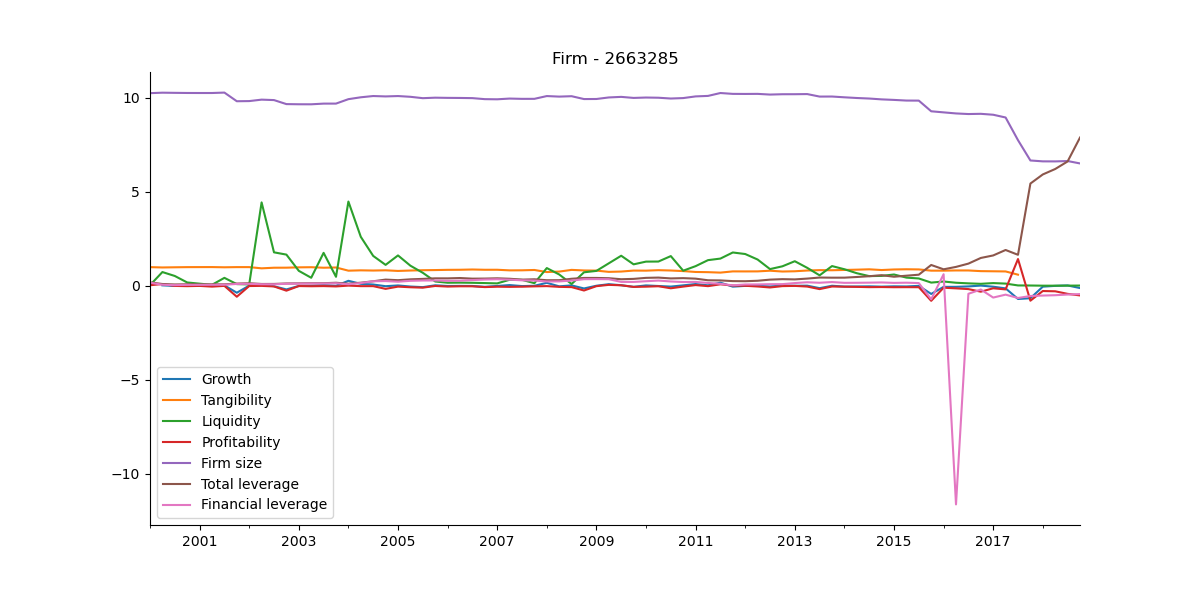 Firm - 2663285
10
5
0
−5
−10
Growth
Tangibility
Liquidity
Profitability
Firm size
Total leverage
Financial leverage
2001 2003 2005 2007 2009 2011 2013 2015 2017